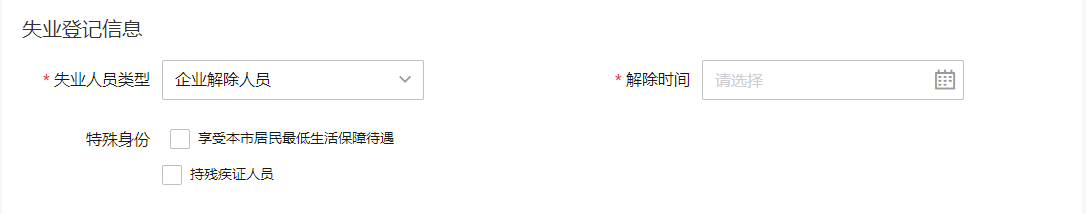 失业登记信息
* 失业人员类型 企业解除人员 * 解除时间 请选择
特殊身份 享受本市居民最低生活保障待遇
持残疾证人员